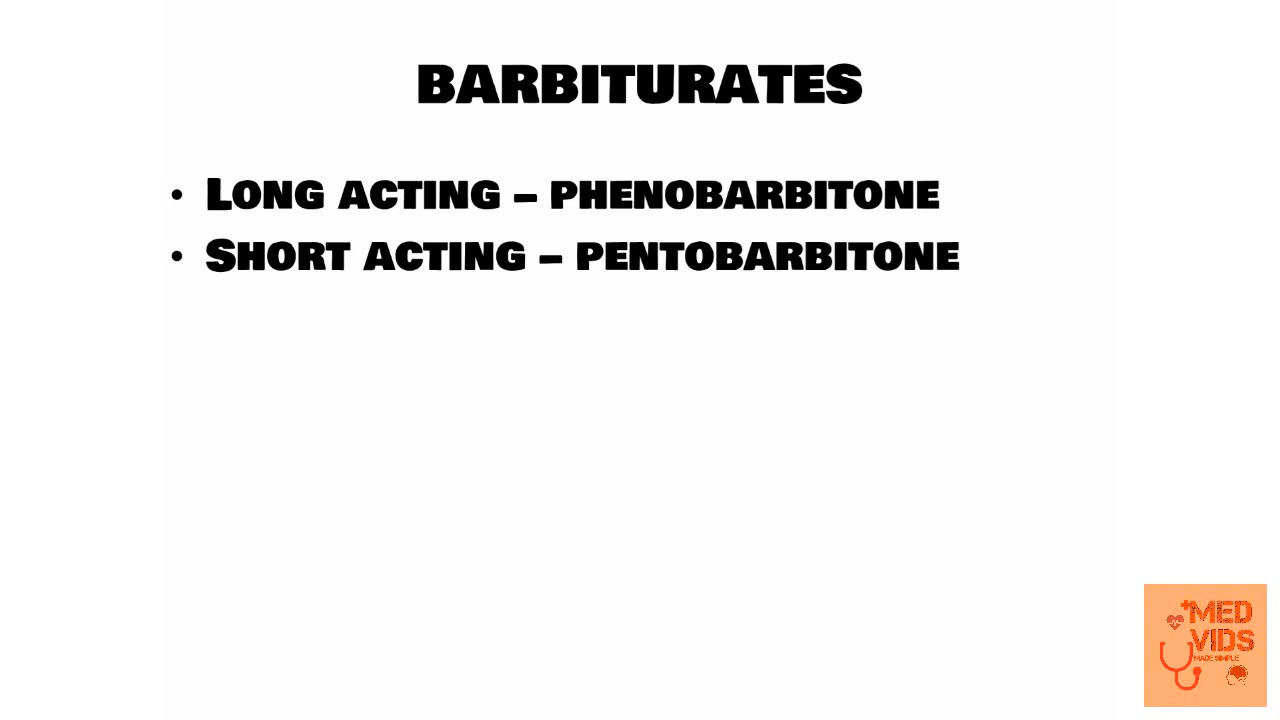 BARBITURATES
• LONG ACTING – PHENOBARBITONE
• SHORT ACTING – PENTOBARBITONE
MED
VIDS
MADE SIMPLE